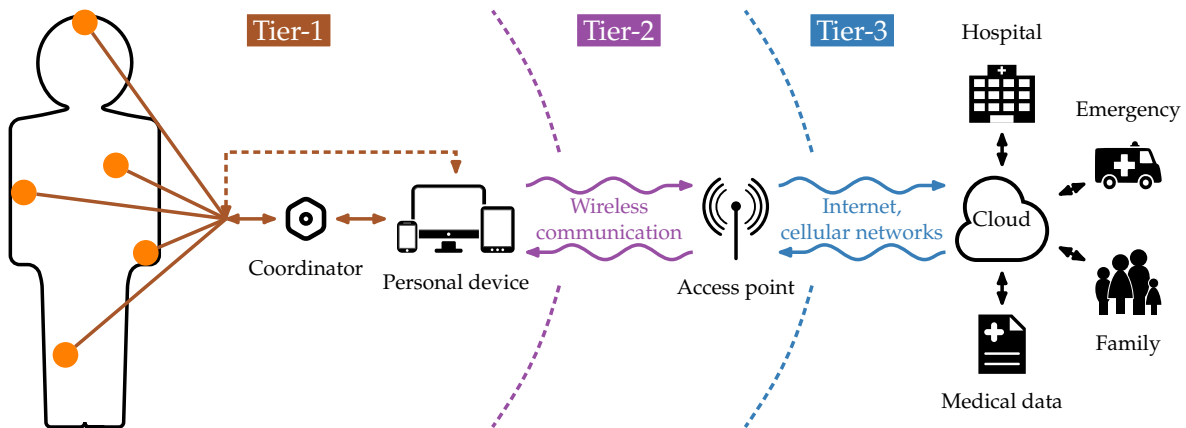 Tier-1
Tier-2
Tier-3
Hospital
Emergency
Wireless
communication
Internet,
cellular networks
Cloud
Coordinator
Personal device
Access point
Family
Medical data